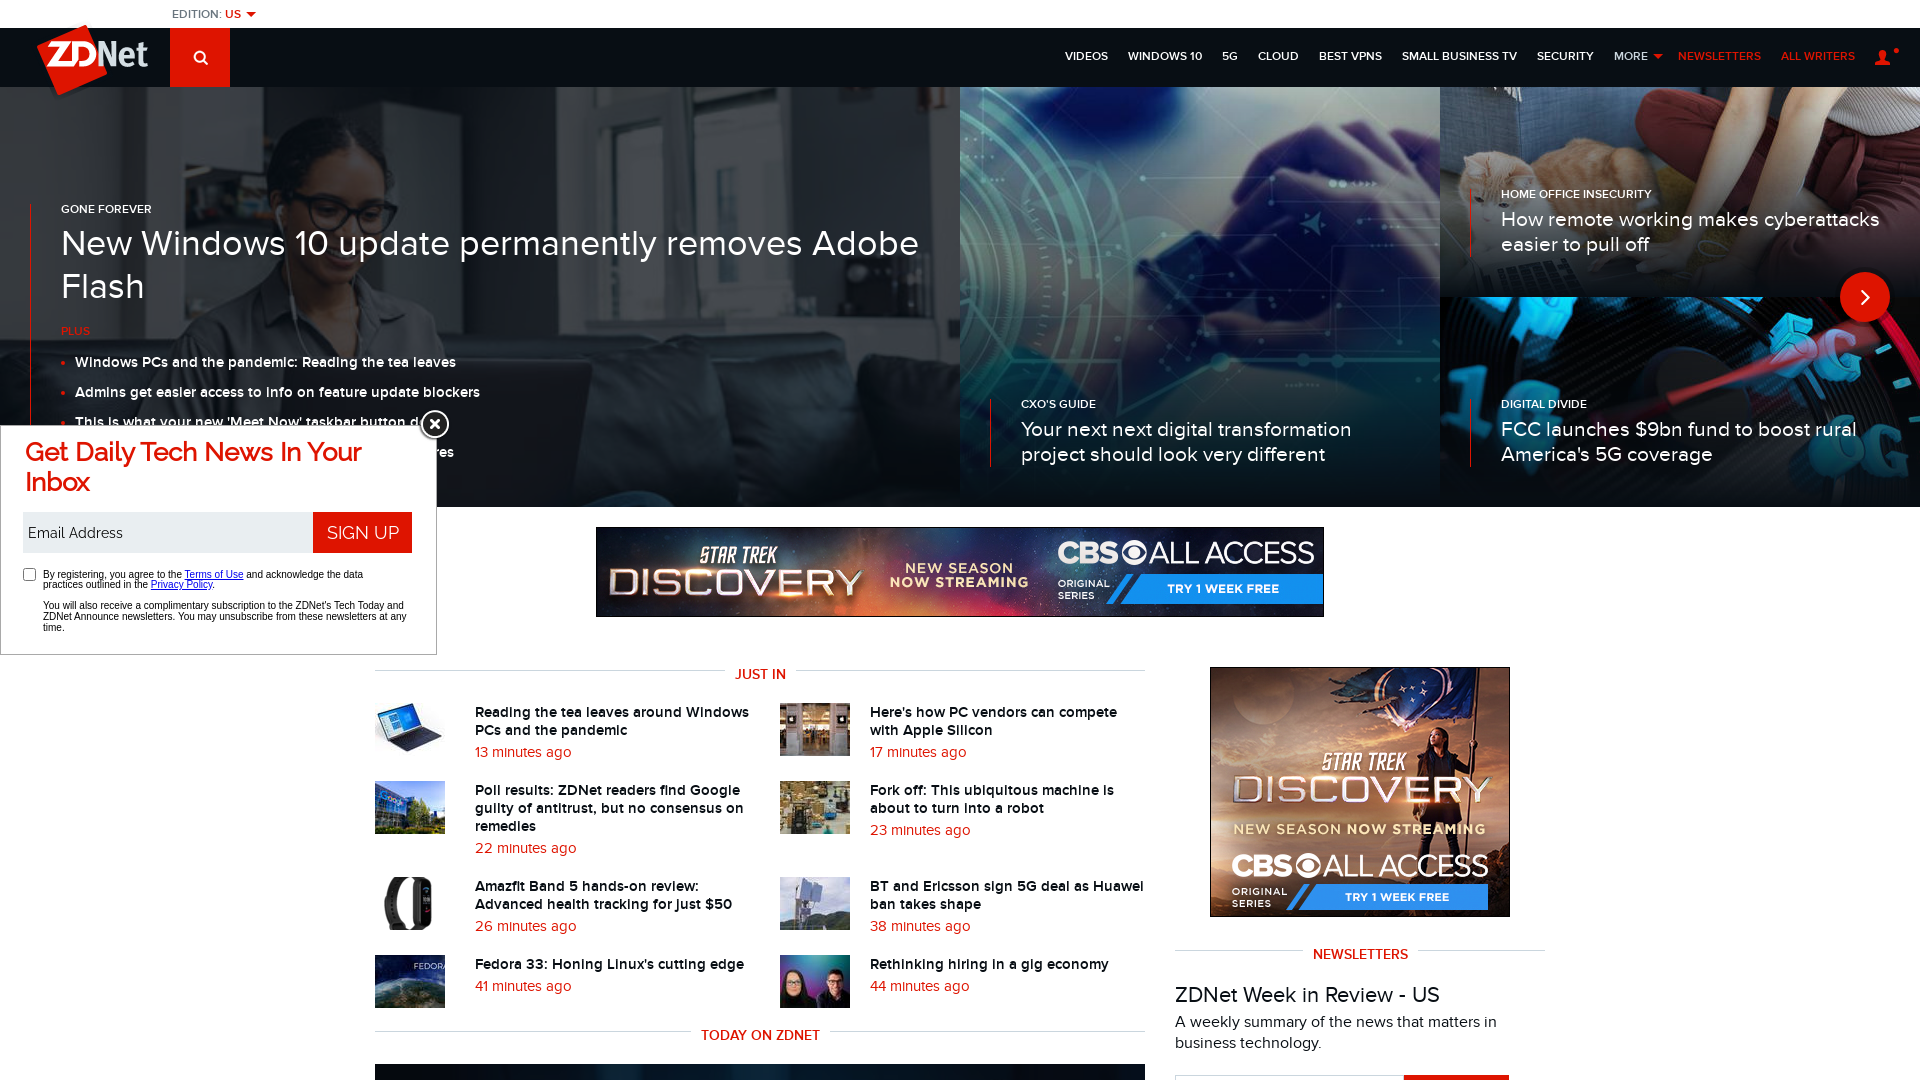 EDITION: US
ZDNet
VIDEOS WINDOWS 10 5G CLOUD BEST VPNS SMALL BUSINESS TV SECURITY MORE NEWSLETTERS ALL WRITERS
GONE FOREVER
New Windows 10 update permanently removes Adobe
Flash
PLUS
Windows PCs and the pandemic: Reading the tea leaves
Admins get easier access to info on feature update blockers
This is what your new 'Meet Now' taskbar button
CXO'S GUIDE
Your next next digital transformation
project should look very different
HOME OFFICE INSECURITY
How remote working makes cyberattacks
easier to pull off
DIGITAL DIVIDE
FCC launches $9bn fund to boost rural
America's 5G coverage
Get Daily Tech News In Your
Inbox
Email Address
SIGN UP
By registering, you agree to the Terms of Use and acknowledge the data
practices outlined in the Privacy Policy.
You will also receive a complimentary subscription to the ZDNet's Tech Today and
ZDNet Announce newsletters. You may unsubscribe from these newsletters at any
time.
STAR TREK
DISCOVERY
NEW SEASON
NOW STREAMING
CBS ALL ACCESS
ORIGINAL
SERIES
TRY 1 WEEK FREE
JUST IN
Reading the tea leaves around Windows
PCs and the pandemic
13 minutes ago
Here's how PC vendors can compete
with Apple Silicon
17 minutes ago
Poll results: ZDNet readers find Google
guilty of antitrust, but no consensus on
remedies
22 minutes ago
Fork off: This ubiquitous machine is
about to turn into a robot
23 minutes ago
Amazfit Band 5 hands-on review:
Advanced health tracking for just $50
26 minutes ago
BT and Ericsson sign 5G deal as Huawei
ban takes shape
38 minutes ago
Fedora 33: Honing Linux's cutting edge
41 minutes ago
Rethinking hiring in a gig economy
44 minutes ago
TODAY ON ZDNET
STAR TREK
DISCOVERY
NEW SEASON NOW STREAMING
CBS ALL ACCESS
ORIGINAL
SERIES
TRY 1 WEEK FREE
NEWSLETTERS
ZDNet Week in Review - US
A weekly summary of the news that matters in
business technology.